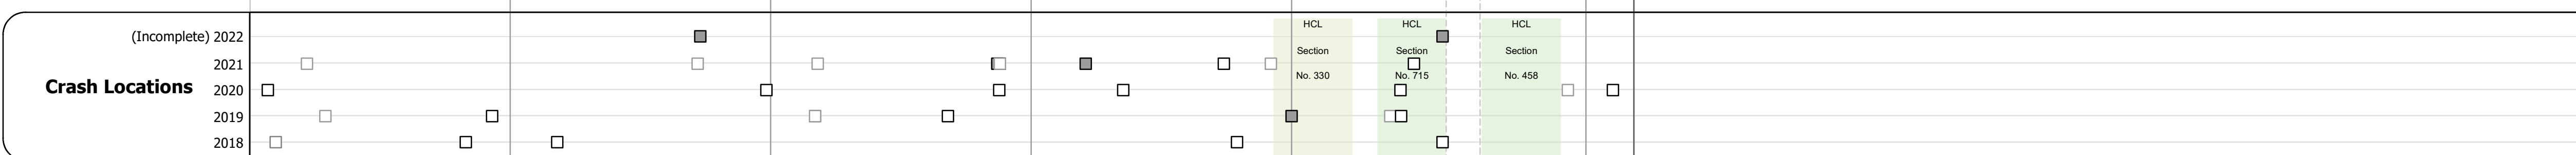 HCL
HCL
HCL
(Incomplete) 2022
Section
Section
Section
2021
No. 330
No. 715
No. 458
Crash Locations
2020
2019
2018